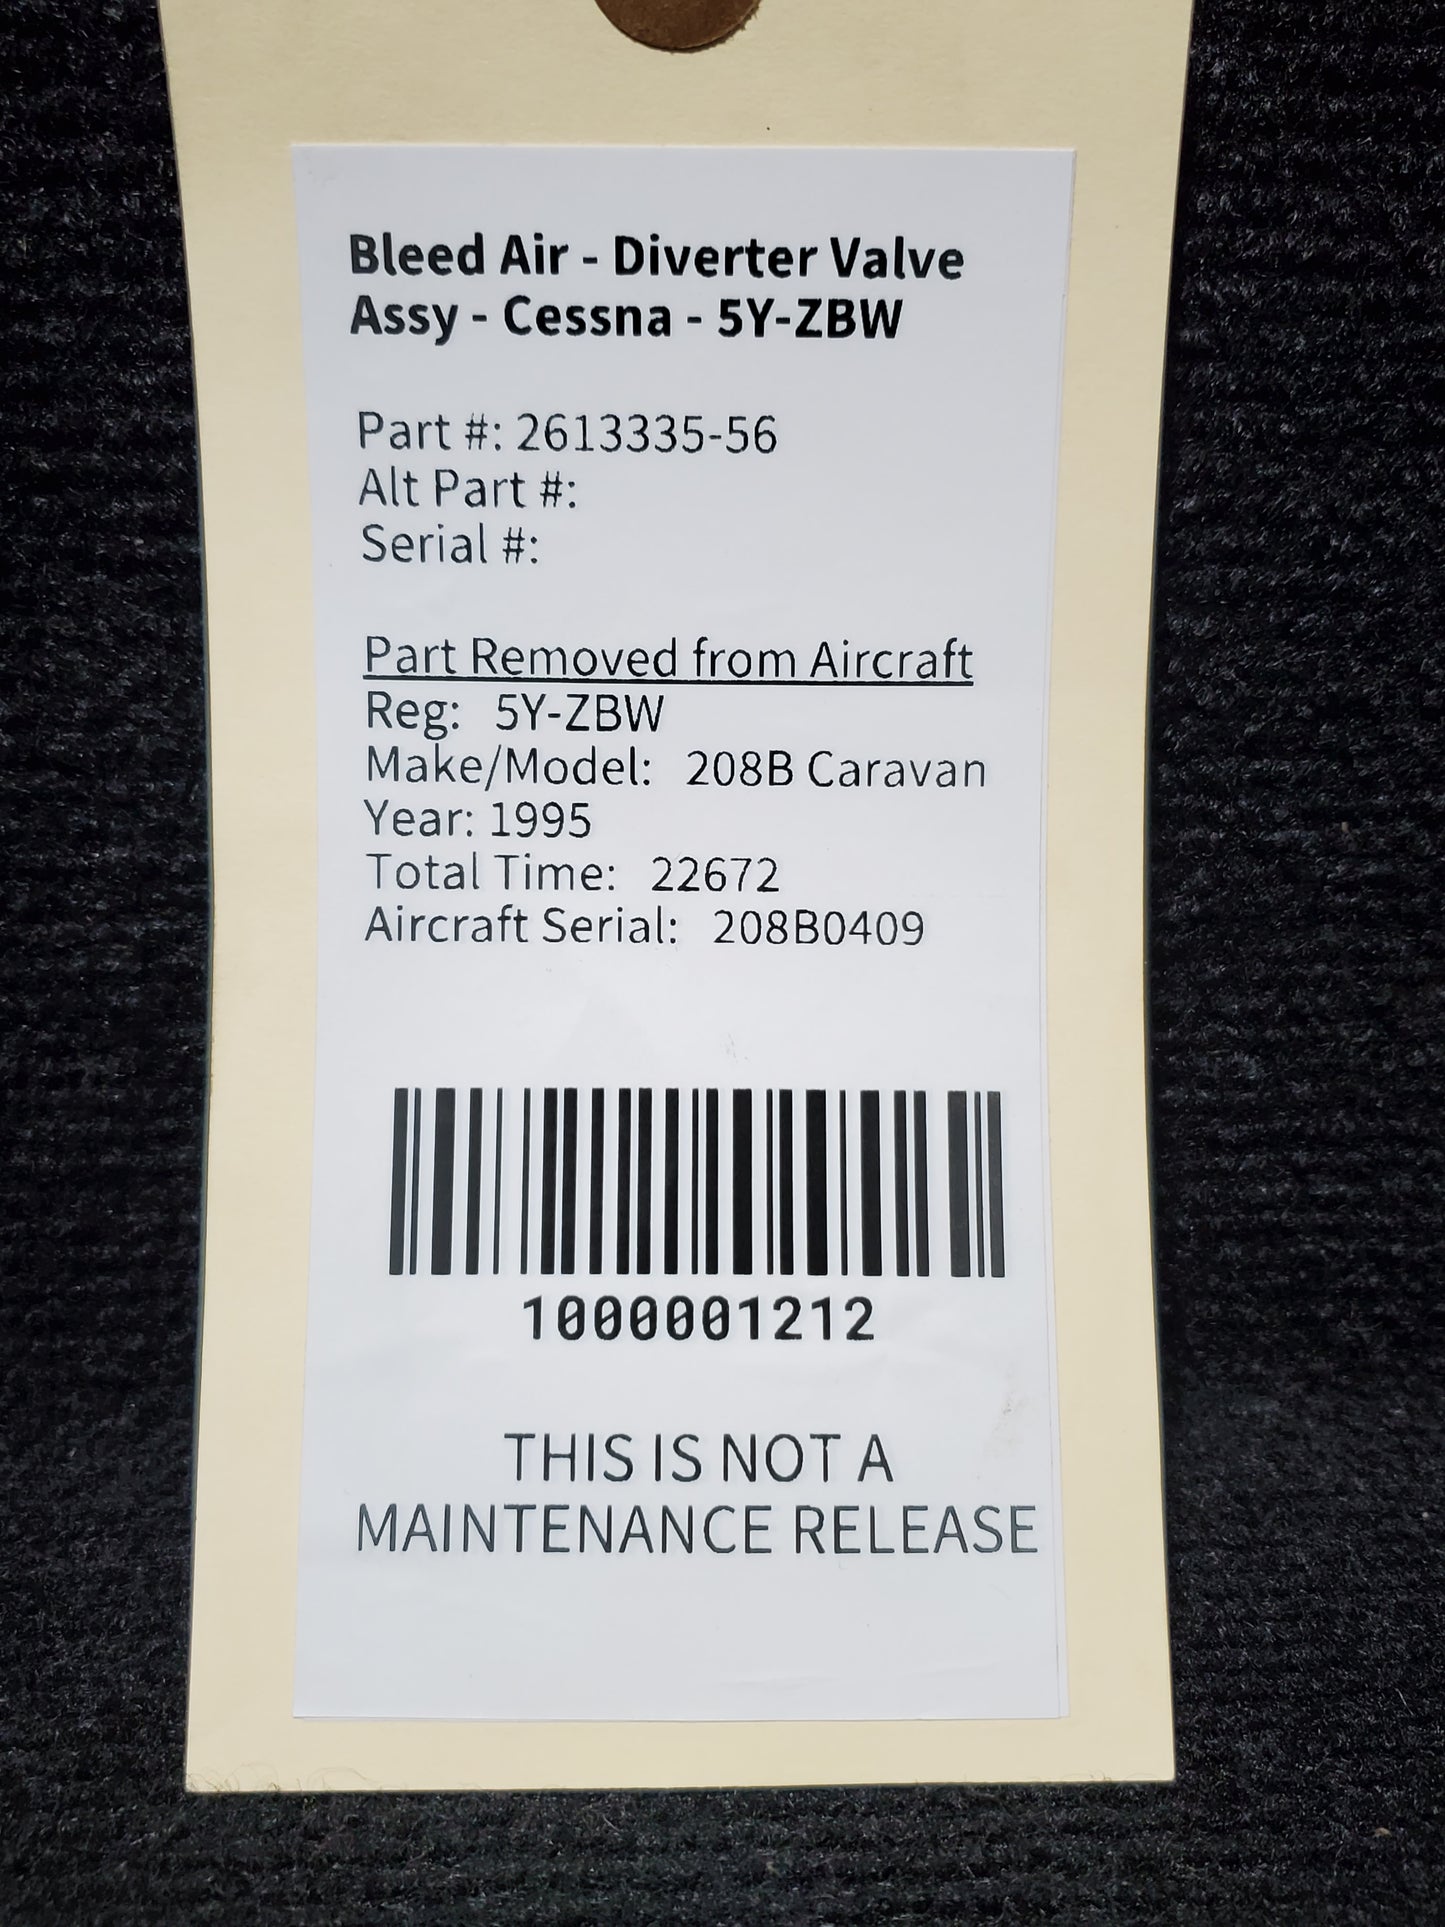 Bleed Air - Diverter Valve
Assy - Cessna - 5Y-ZBW
Part #: 2613335-56
Alt Part #:
Serial #:
Part Removed from Aircraft
Reg: 5Y-ZBW
Make/Model: 208B Caravan
Year: 1995
Total Time: 22672
Aircraft Serial: 208B0409
1000001212
THIS IS NOT A
MAINTENANCE RELEASE